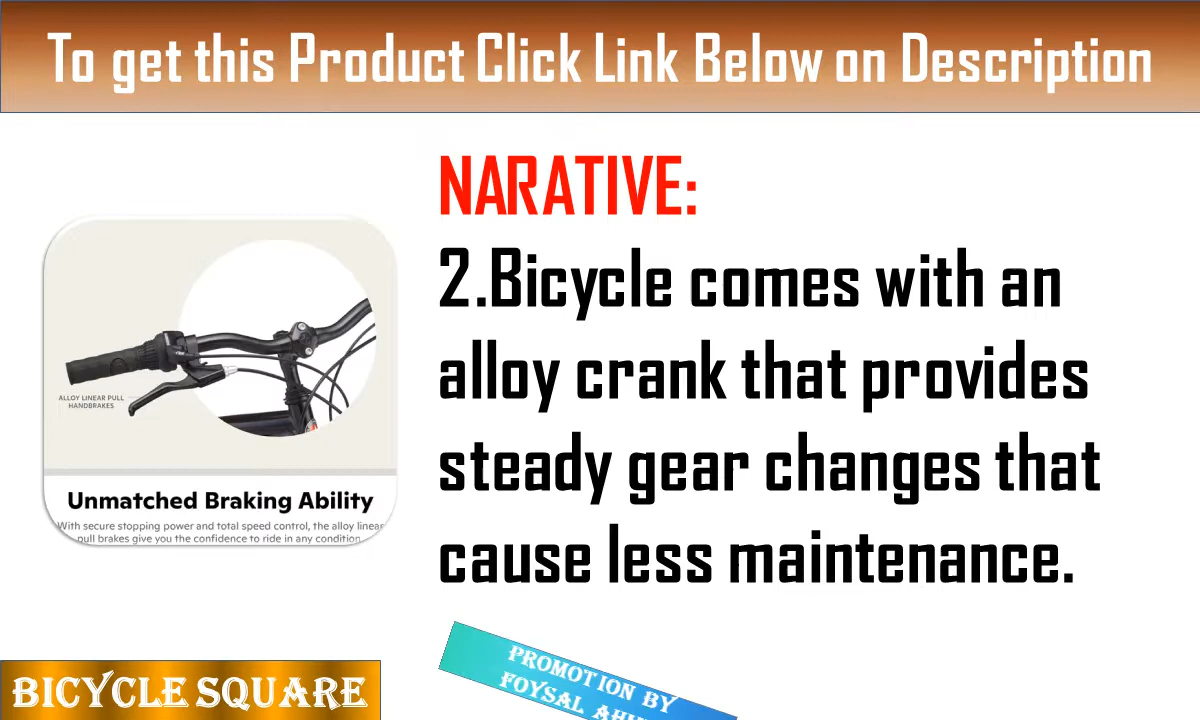 To get this Product Click Link Below on Description
NARATIVE:
2.Bicycle comes with an
alloy crank that provides
steady gear changes that
cause less maintenance.
ALLOY LINEAR PULL
HANDBRAKES
Unmatched Braking Ability
With secure stopping power and total speed control, the alloy linear
pull brakes give you the confidence to ride in any condition
BICYCLE SQUARE
PROMOTION BY
FOYSAL